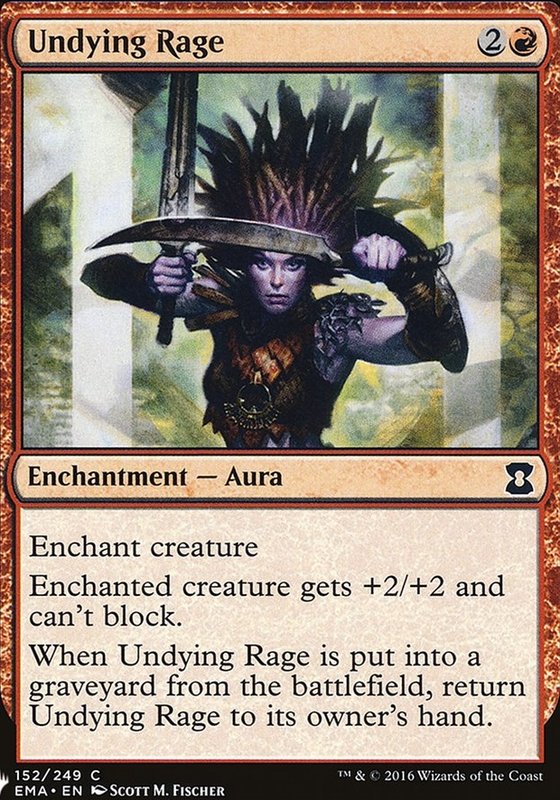 Undying Rage 2
Enchantment — Aura
Enchant creature
Enchanted creature gets +2/+2 and
can't block.
When Undying Rage is put into a
graveyard from the battlefield, return
Undying Rage to its owner's hand.
152/249 C
EMA • EN Scott M. Fischer
™ & © 2016 Wizards of the Coast